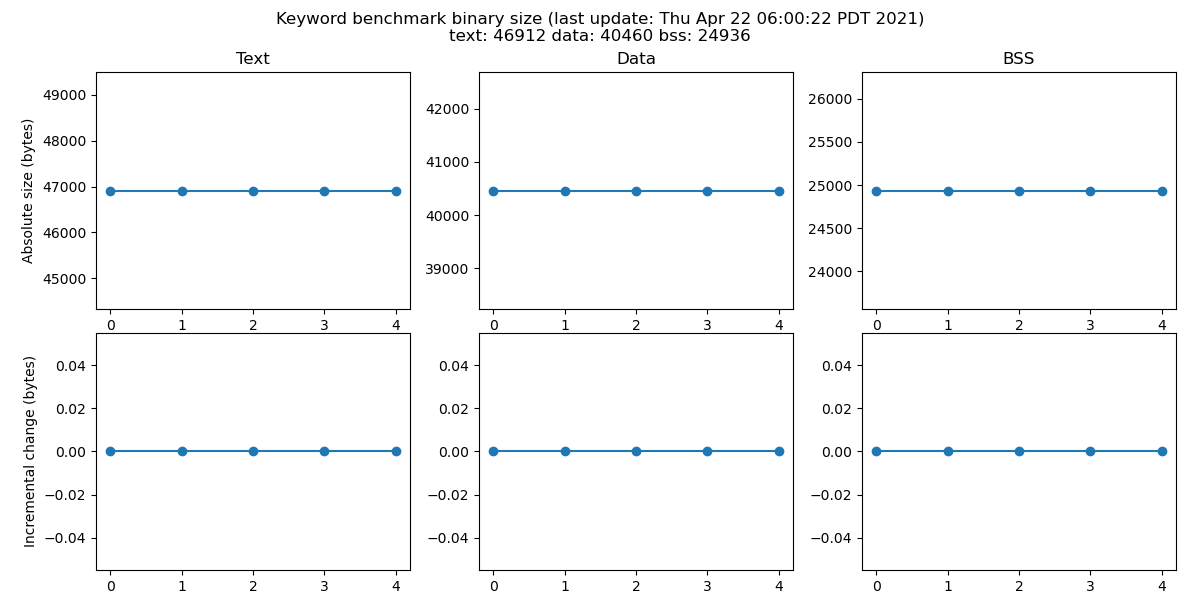 Keyword benchmark binary size (last update: Thu Apr 22 06:00:22 PDT 2021)
text: 46912 data: 40460 bss: 24936
Text
Absolute size (bytes)
49000
48000
47000
46000
45000
0 1 2 3 4
Data
42000
41000
40000
39000
0 1 2 3 4
BSS
26000
25500
25000
24500
24000
0 1 2 3 4
Incremental change (bytes)
0.04
0.02
0.00
−0.02
−0.04
0 1 2 3 4
0.04
0.02
0.00
−0.02
−0.04
0 1 2 3 4
0.04
0.02
0.00
−0.02
−0.04
0 1 2 3 4